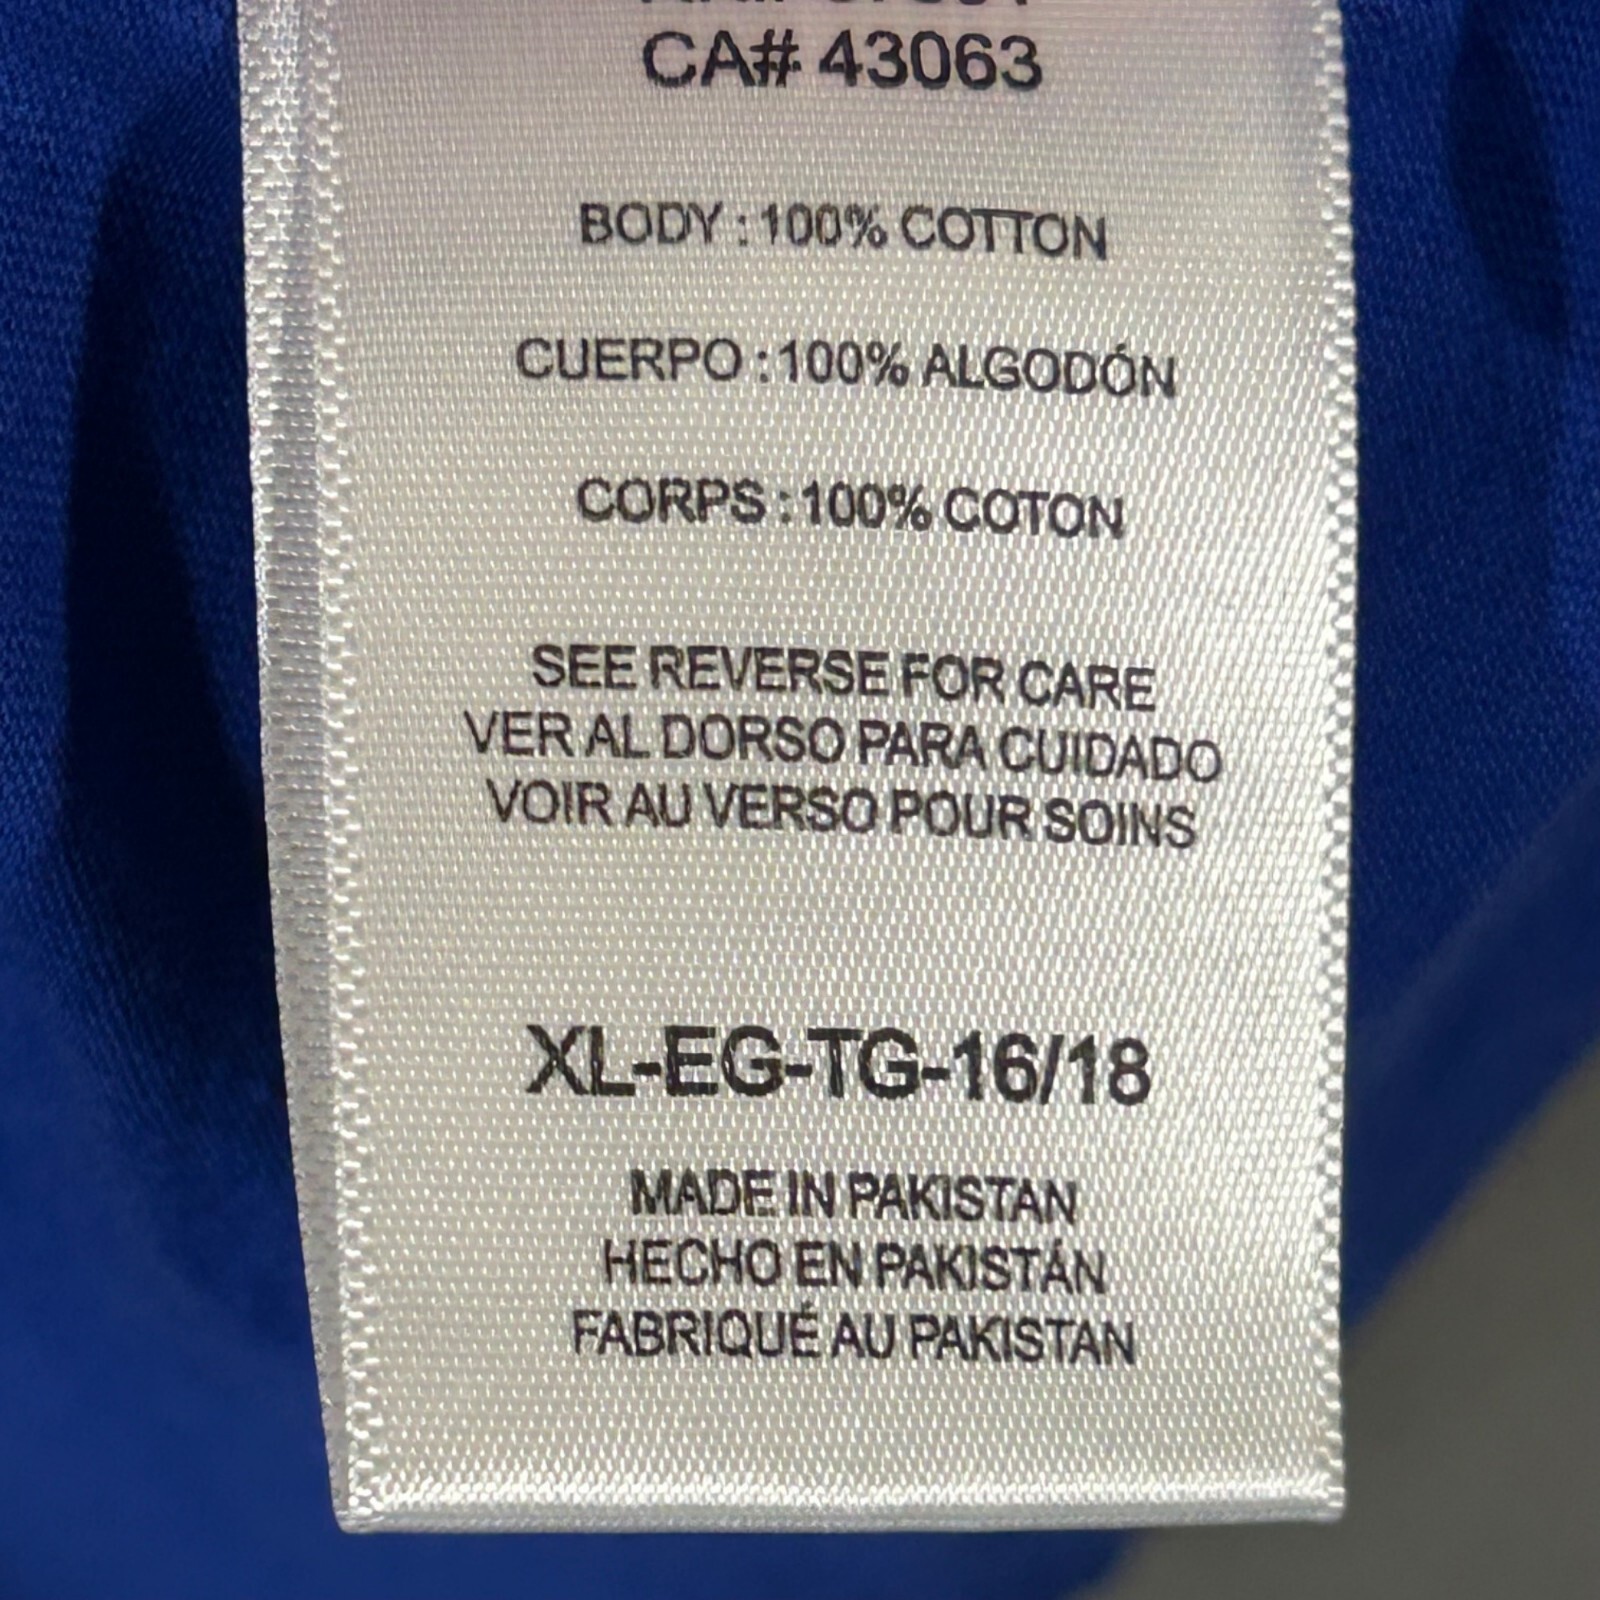 CA# 43063
BODY : 100% COTTON
CUERPO : 100% ALGODÓN
CORPS : 100% COTON
SEE REVERSE FOR CARE
VER AL DORSO PARA CUIDADO
VOIR AU VERSO POUR SOINS
XL-EG-TG-16/18
MADE IN PAKISTAN
HECHO EN PAKISTÁN
FABRIQUÉ AU PAKISTAN